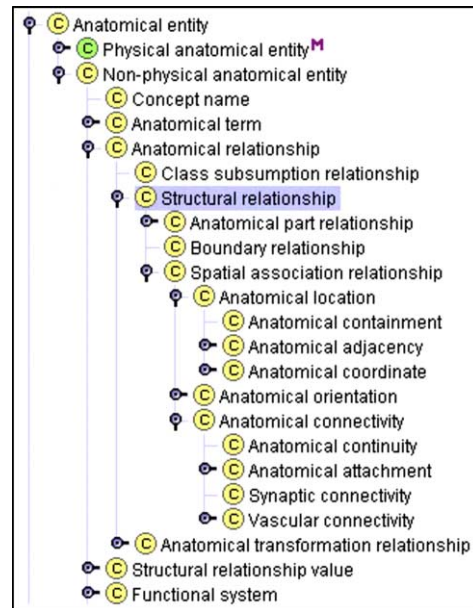 C Anatomical entity
C Physical anatomical entity M
C Non-physical anatomical entity
C Concept name
C Anatomical term
C Anatomical relationship
C Class subsumption relationship
C Structural relationship
C Anatomical part relationship
C Boundary relationship
C Spatial association relationship
C Anatomical location
C Anatomical containment
C Anatomical adjacency
C Anatomical coordinate
C Anatomical orientation
C Anatomical connectivity
C Anatomical continuity
C Anatomical attachment
C Synaptic connectivity
C Vascular connectivity
C Anatomical transformation relationship
C Structural relationship value
C Functional system